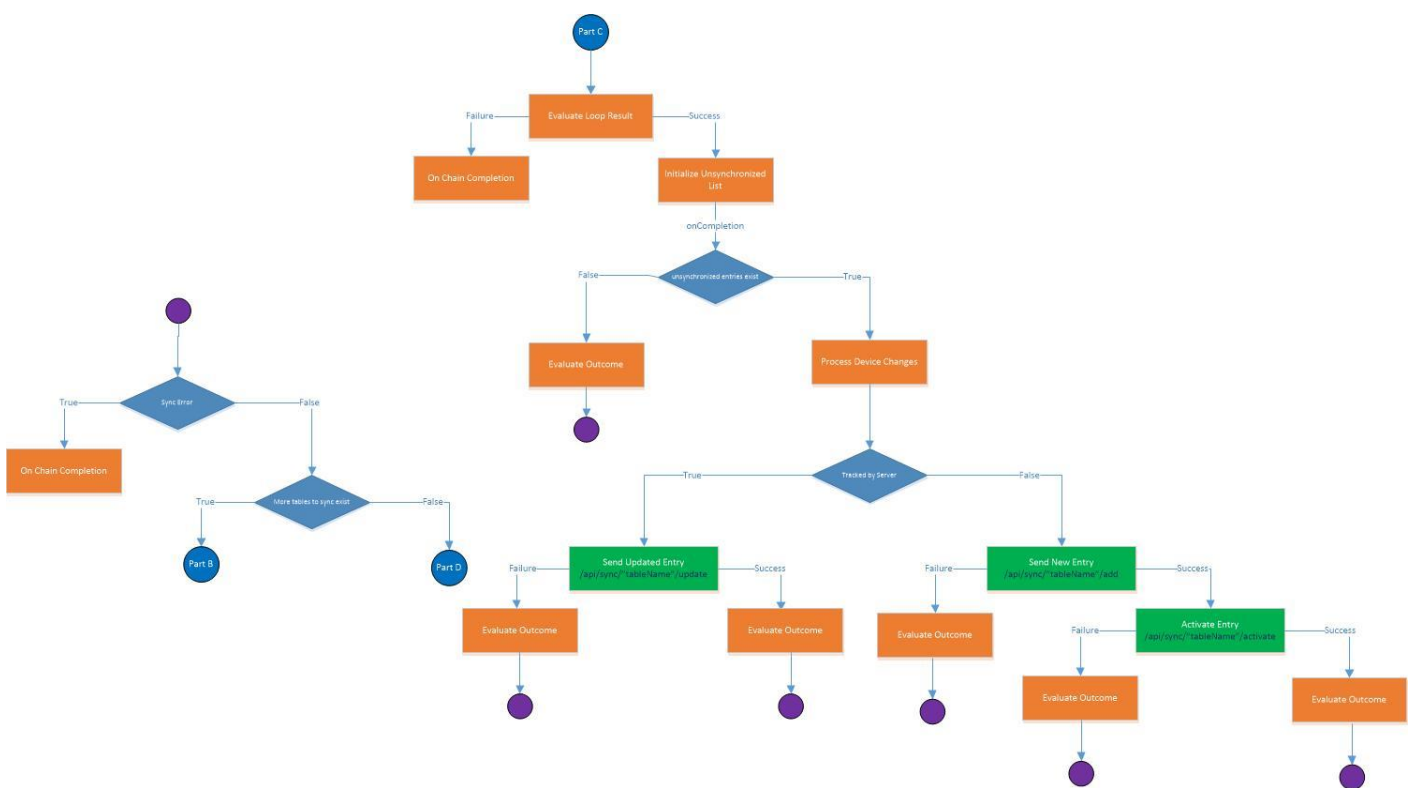 Part C
Evaluate Loop Result
Failure
Success
On Chain Completion
Initialize Unsynchronized
List
onCompletion
unsynchronized entries exist
False
True
Evaluate Outcome
Process Device Changes
Sync Error
True
False
On Chain Completion
More tables to sync exist
True
False
Part B
Part D
Tracked by Server
True
False
Send Updated Entry
/api/sync/"tableName"/update
Failure
Success
Evaluate Outcome
Evaluate Outcome
Send New Entry
/api/sync/"tableName"/add
Failure
Success
Evaluate Outcome
Activate Entry
/api/sync/"tableName"/activate
Failure
Success
Evaluate Outcome
Evaluate Outcome